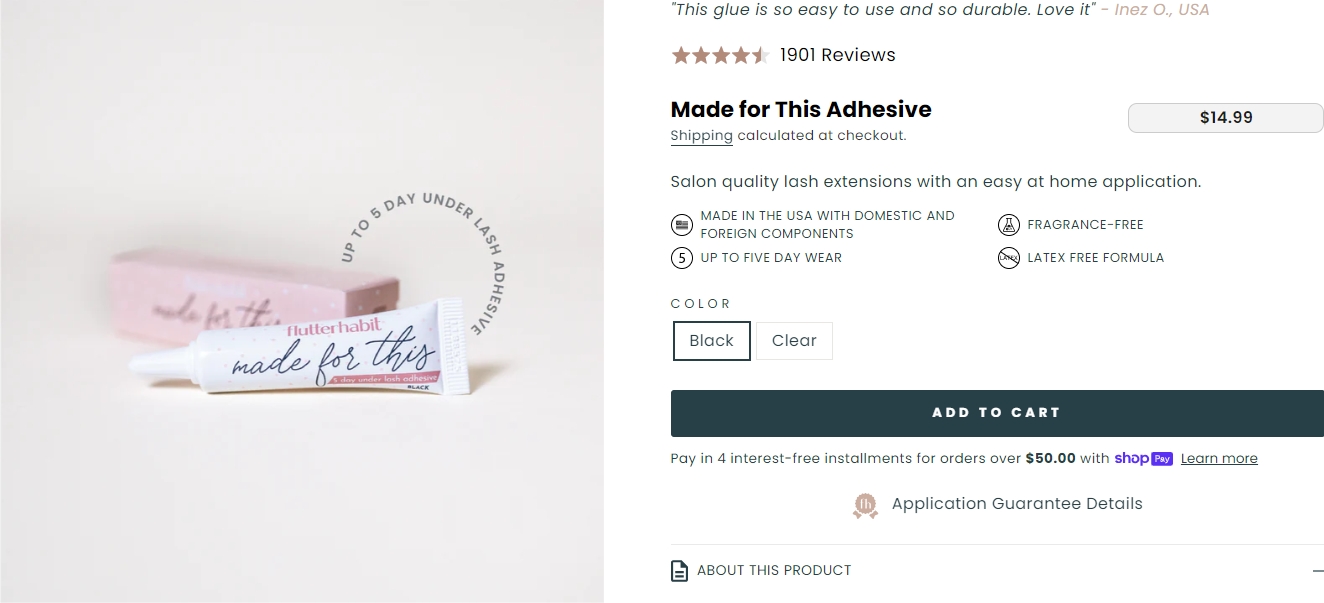 "This glue is so easy to use and so durable. Love it" - Inez O., USA
1901 Reviews
Made for This Adhesive
$14.99
Shipping calculated at checkout.
Salon quality lash extensions with an easy at home application.
MADE IN THE USA WITH DOMESTIC AND
FOREIGN COMPONENTS
FRAGRANCE-FREE
5 UP TO FIVE DAY WEAR
LATEX LATEX FREE FORMULA
COLOR
Black Clear
ADD TO CART
Pay in 4 interest-free installments for orders over $50.00 with shop Pay Learn more
fh Application Guarantee Details
ABOUT THIS PRODUCT
UP TO 5 DAY UNDER LASH ADHESIVE
made for this
flutterhabit
made for this
5 day under lash adhesive
BLACK